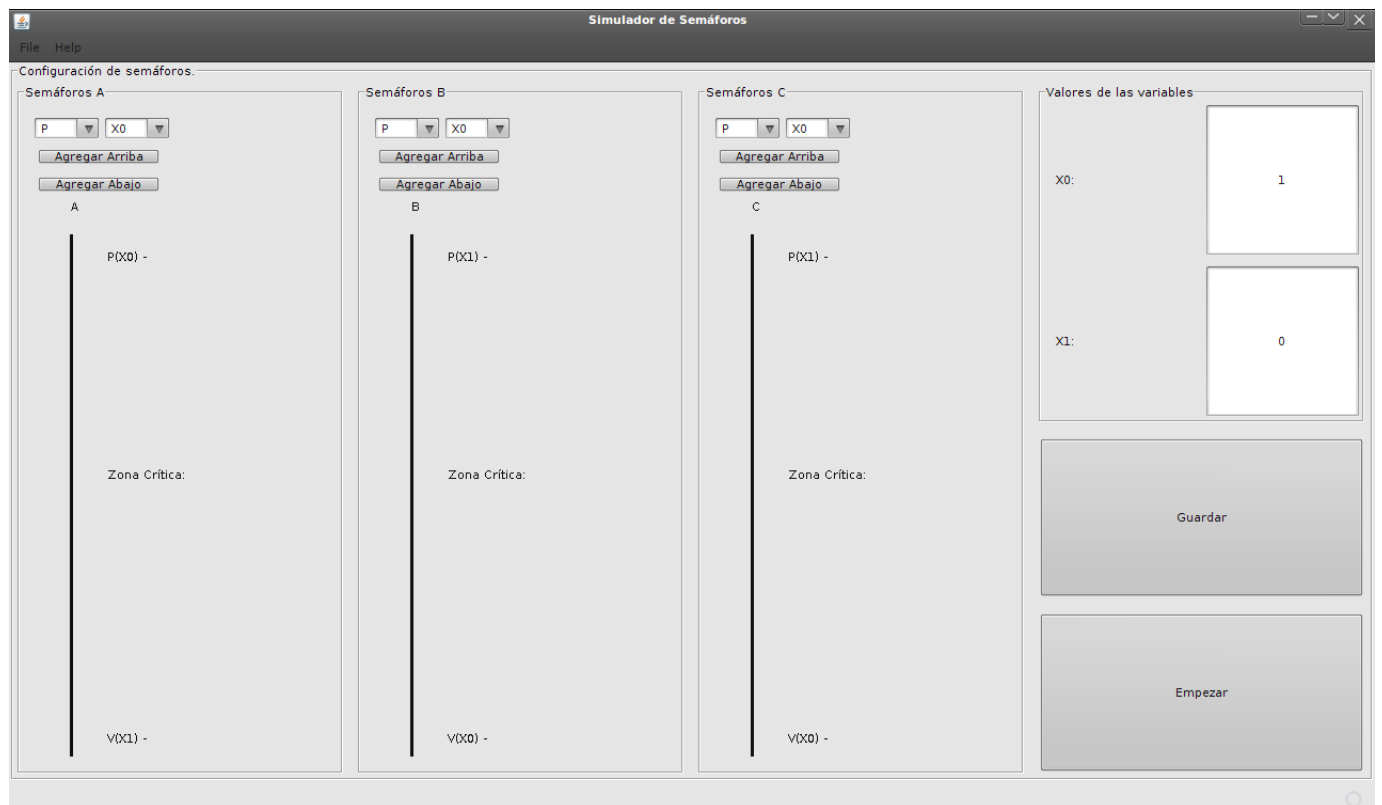 Simulador de Semáforos
File Help
Configuración de semáforos.
Semáforos A
P X0
Agregar Arriba
Agregar Abajo
A
P(X0) -
Zona Crítica:
V(X1) -
Semáforos B
P X0
Agregar Arriba
Agregar Abajo
B
P(X1) -
Zona Crítica:
V(X0) -
Semáforos C
P X0
Agregar Arriba
Agregar Abajo
C
P(X1) -
Zona Crítica:
V(X0) -
Valores de las variables
X0: 1
X1: 0
Guardar
Empezar